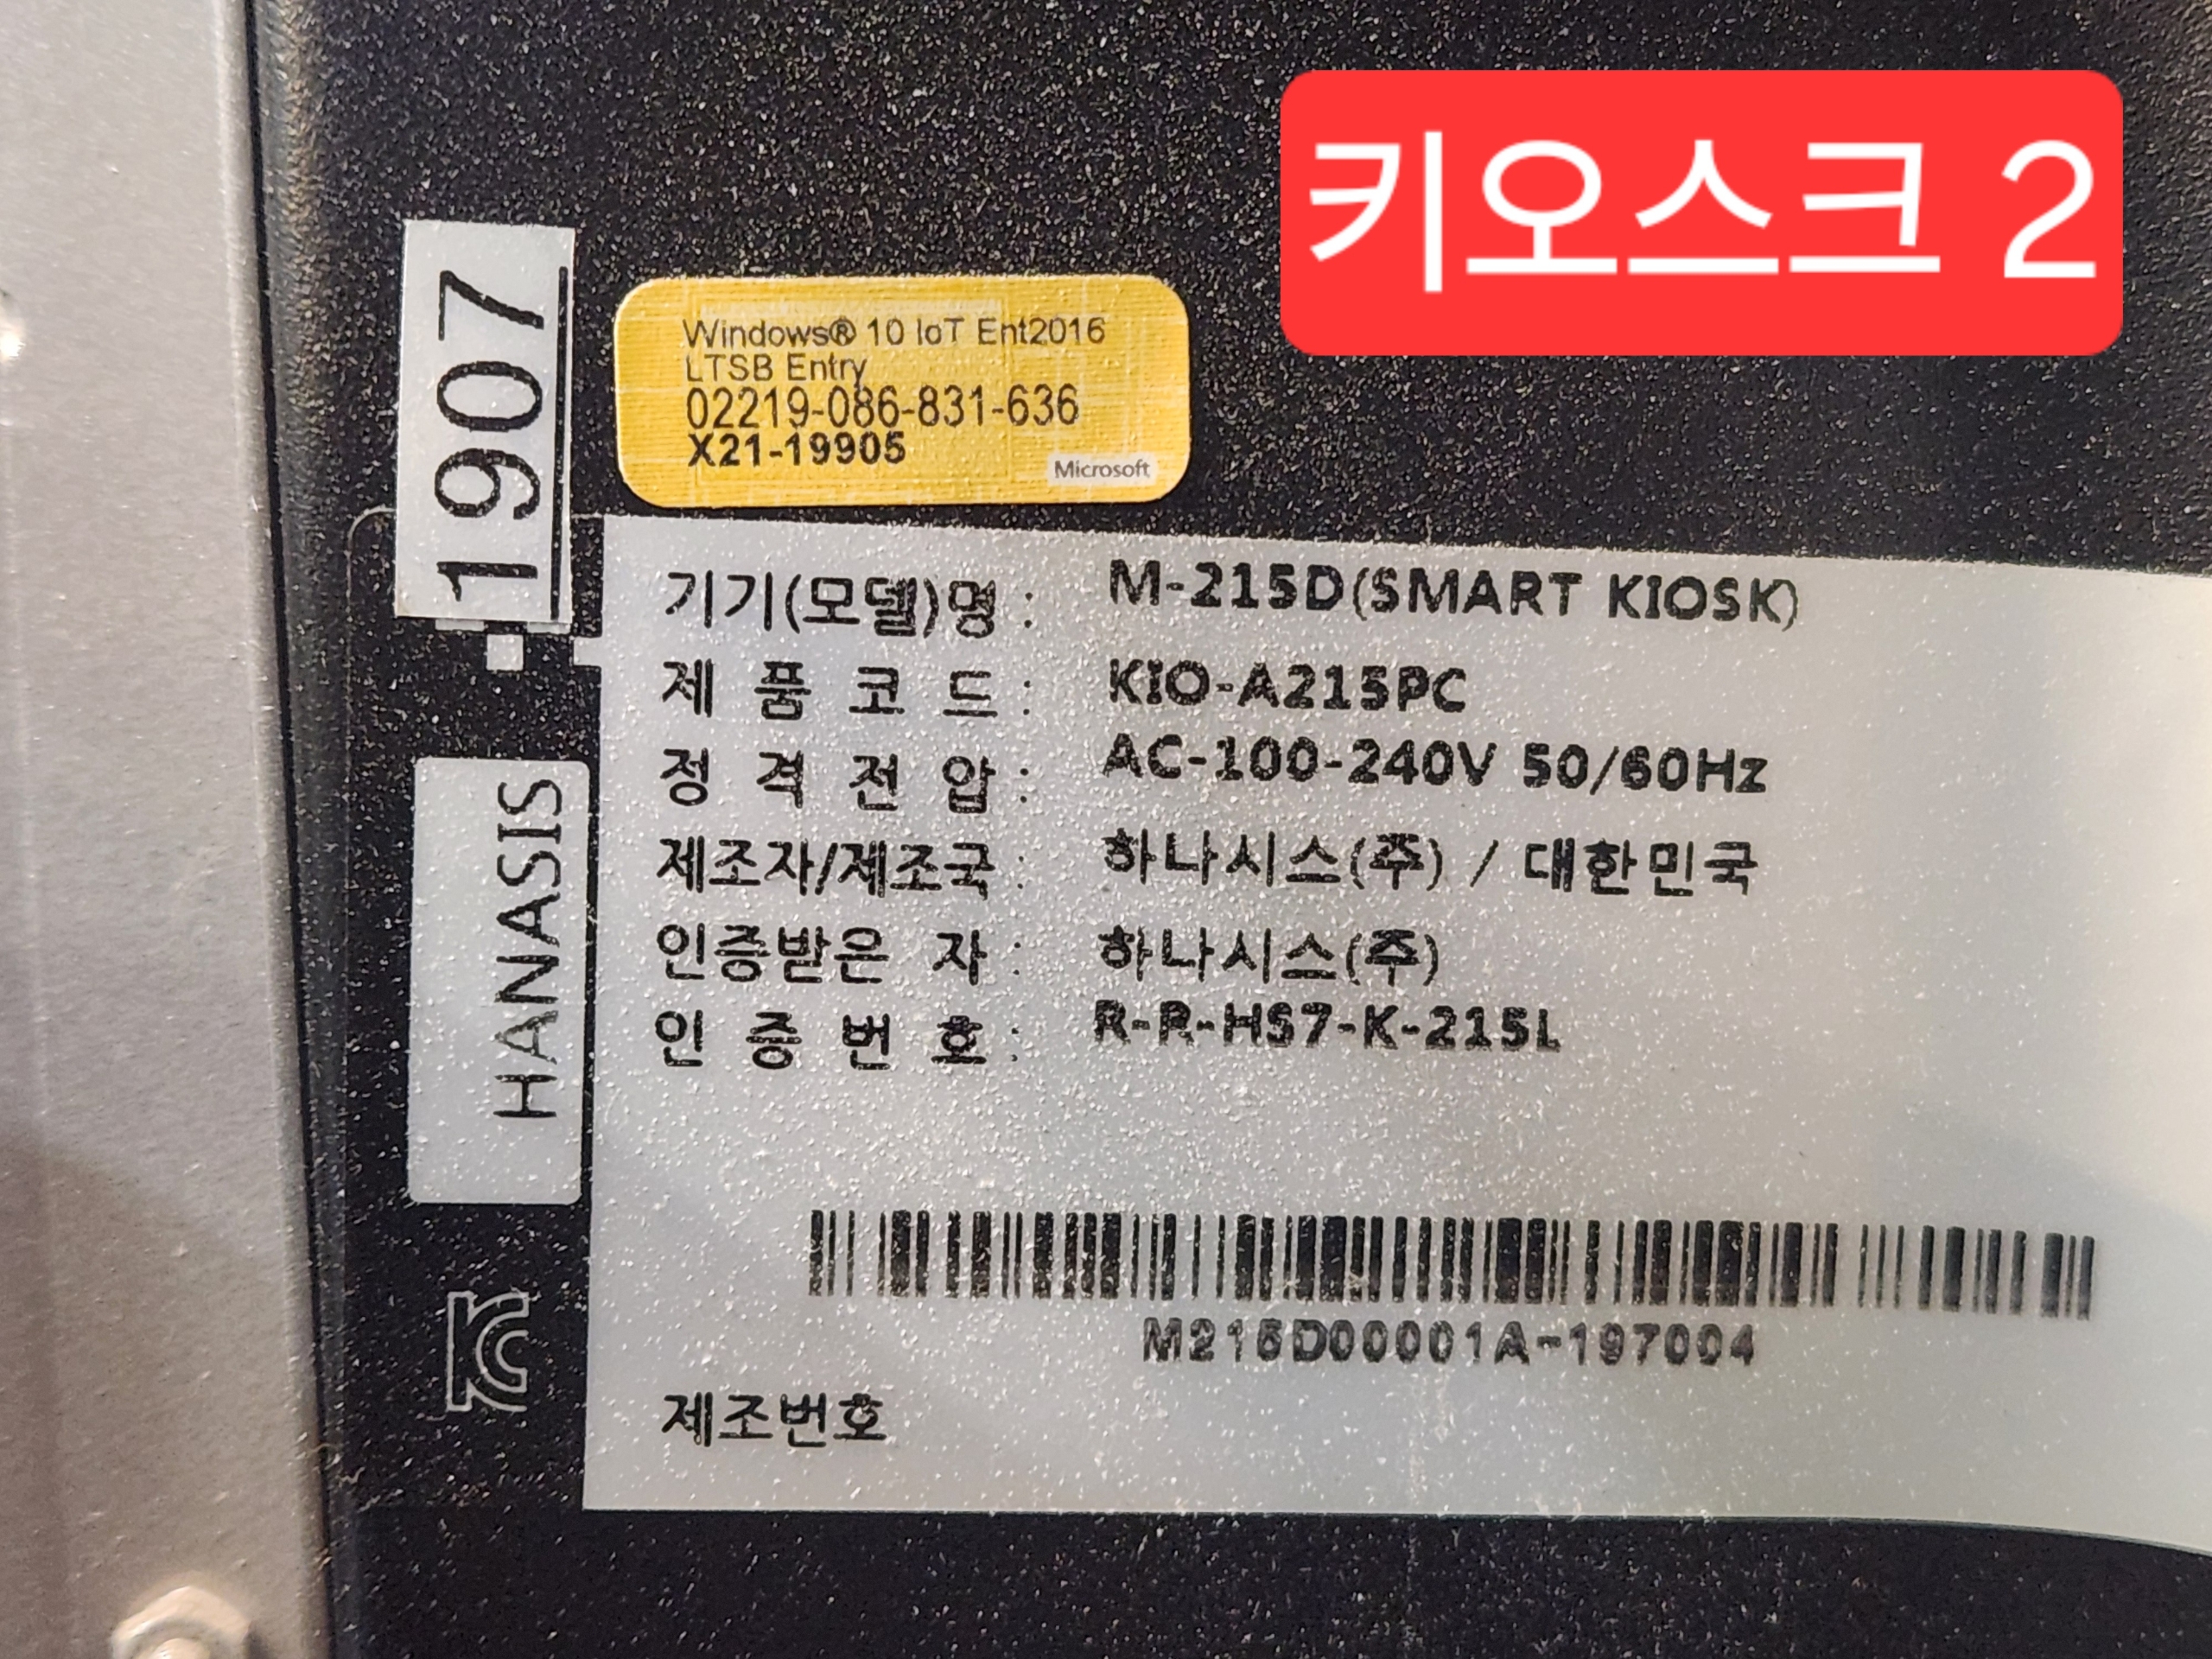 키오스크 2
1907
Windows® 10 IoT Ent2016
LTSB Entry
02219-086-831-636
X21-19905
Microsoft
기기(모델)명 : M-215D(SMART KIOSK)
제 품 코 드 : KIO-A215PC
정 격 전 압 : AC-100-240V 50/60Hz
제조자/제조국 : 하나시스(주) / 대한민국
인증받은 자 : 하나시스(주)
인 증 번 호 : R-R-HS7-K-215L
HANASIS
M215D00001A-197004
제조번호